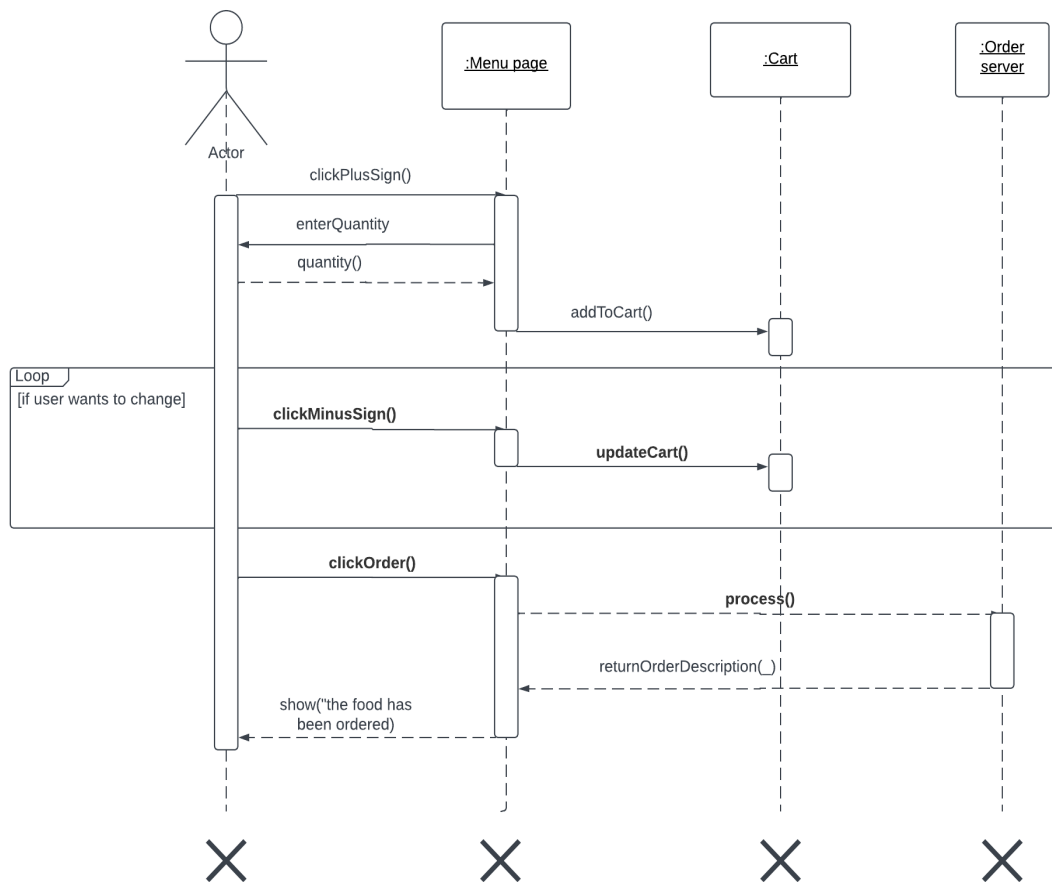 :Menu page
:Cart
:Order
server
Actor
clickPlusSign()
enterQuantity
quantity()
addToCart()
Loop
[if user wants to change]
clickMinusSign()
updateCart()
clickOrder()
process()
returnOrderDescription(_)
show("the food has
been ordered)